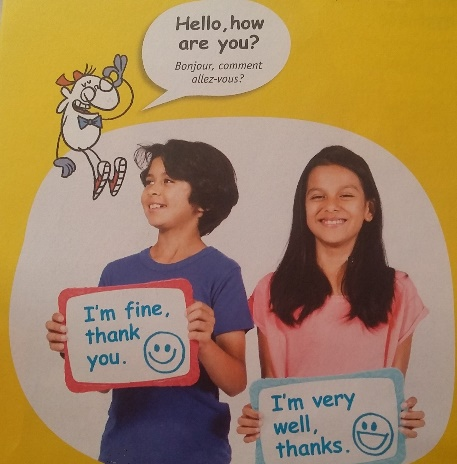 Hello, how
are you?
Bonjour, comment
allez-vous?
I'm fine,
thank
you.
I'm very
well,
thanks.